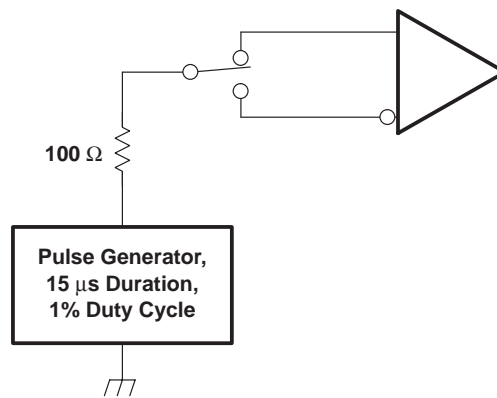 100 Ω
Pulse Generator,
15 μs Duration,
1% Duty Cycle